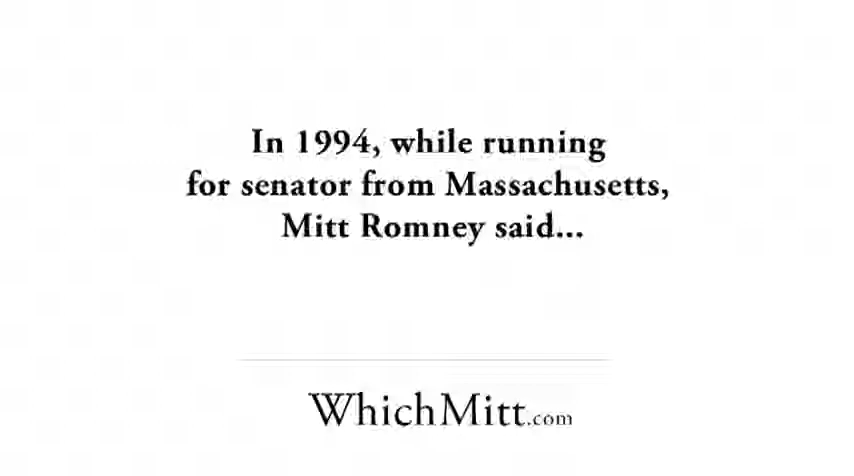 In 1994, while running
for senator from Massachusetts,
Mitt Romney said...
WhichMitt.com